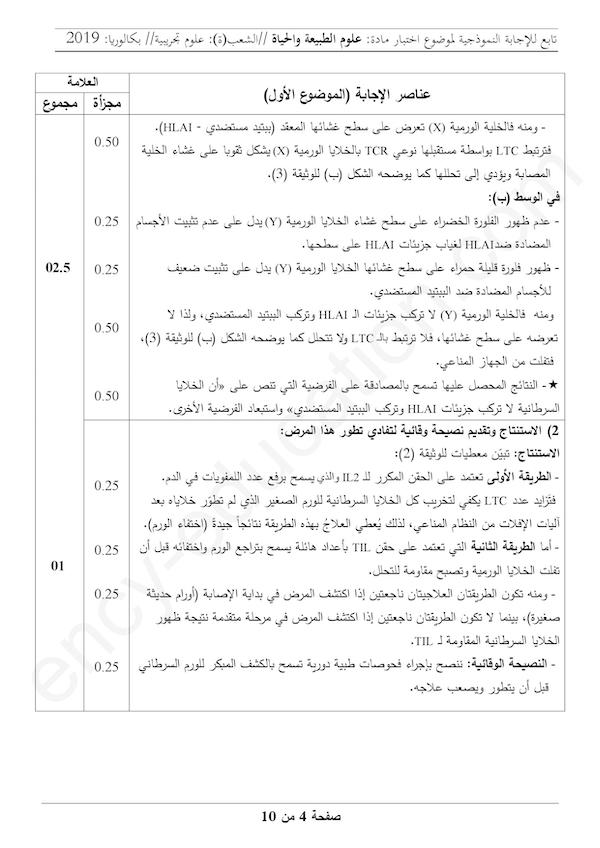 تابع للإجابة النموذجية لموضوع اختبار مادة: علوم الطبيعة والحياة //الشعب(ة): علوم تجريبية// بكالوريا: 2019
العلامة
عناصر الإجابة (الموضوع الأول)
مجزأة
مجموع
- ومنه فالخلية الورمية (X) تعرض على سطح غشائها المعقد (ببتيد مستضدي - HLAI).
فترتبط LTC بواسطة مستقبلها نوعي TCR بالخلايا الورمية (X) يشكل ثقوبا على غشاء الخلية
المصابة ويؤدي إلى تحللها كما يوضحه الشكل (ب) للوثيقة (3).
0.50
في الوسط (ب):
- عدم ظهور الفلورة الخضراء على سطح غشاء الخلايا الورمية (Y) يدل على عدم تثبيت الأجسام
المضادة ضدHLAI لغياب جزيئات HLAI على سطحها.
0.25
- ظهور فلورة قليلة حمراء على سطح غشائها الخلايا الورمية (Y) يدل على تثبيت ضعيف
للأجسام المضادة ضد الببتيد المستضدي.
0.25
02.5
ومنه فالخلية الورمية (Y) لا تركب جزيئات الـ HLAI وتركب الببتيد المستضدي، ولذا لا
تعرضه على سطح غشائها، فلا ترتبط بالـ LTC ولا تتحلل كما يوضحه الشكل (ب) للوثيقة (3)،
فتفلت من الجهاز المناعي.
0.50
★- النتائج المحصل عليها تسمح بالمصادقة على الفرضية التي تنص على «أن الخلايا
السرطانية لا تركب جزيئات HLAI وتركب الببتيد المستضدي» واستبعاد الفرضية الأخرى.
0.50
2) الاستنتاج وتقديم نصيحة وقائية لتفادي تطور هذا المرض:
الاستنتاج: تبيّن معطيات للوثيقة (2):
- الطريقة الأولى تعتمد على الحقن المكرر للـ IL2 والذي يسمح برفع عدد اللمفويات في الدم.
فتزايد عدد LTC يكفي لتخريب كل الخلايا السرطانية للورم الصغير الذي لم تطوّر خلاياه بعد
آليات الإفلات من النظام المناعي، لذلك يُعطي العلاجُ بهذه الطريقة نتائجاً جيدةً (اختفاء الورم).
0.25
- أما الطريقة الثانية التي تعتمد على حقن TIL بأعداد هائلة يسمح بتراجع الورم واختفائه قبل أن
تفلت الخلايا الورمية وتصبح مقاومة للتحلل.
0.25
01
- ومنه تكون الطريقتان العلاجيتان ناجعتين إذا اكتشف المرض في بداية الإصابة (أورام حديثة
صغيرة)، بينما لا تكون الطريقتان ناجعتين إذا اكتشف المرض في مرحلة متقدمة نتيجة ظهور
الخلايا السرطانية المقاومة لـ TIL.
0.25
- النصيحة الوقائية: ننصح بإجراء فحوصات طبية دورية تسمح بالكشف المبكر للورم السرطاني
قبل أن يتطور ويصعب علاجه.
0.25
صفحة 4 من 10
ency-education.com